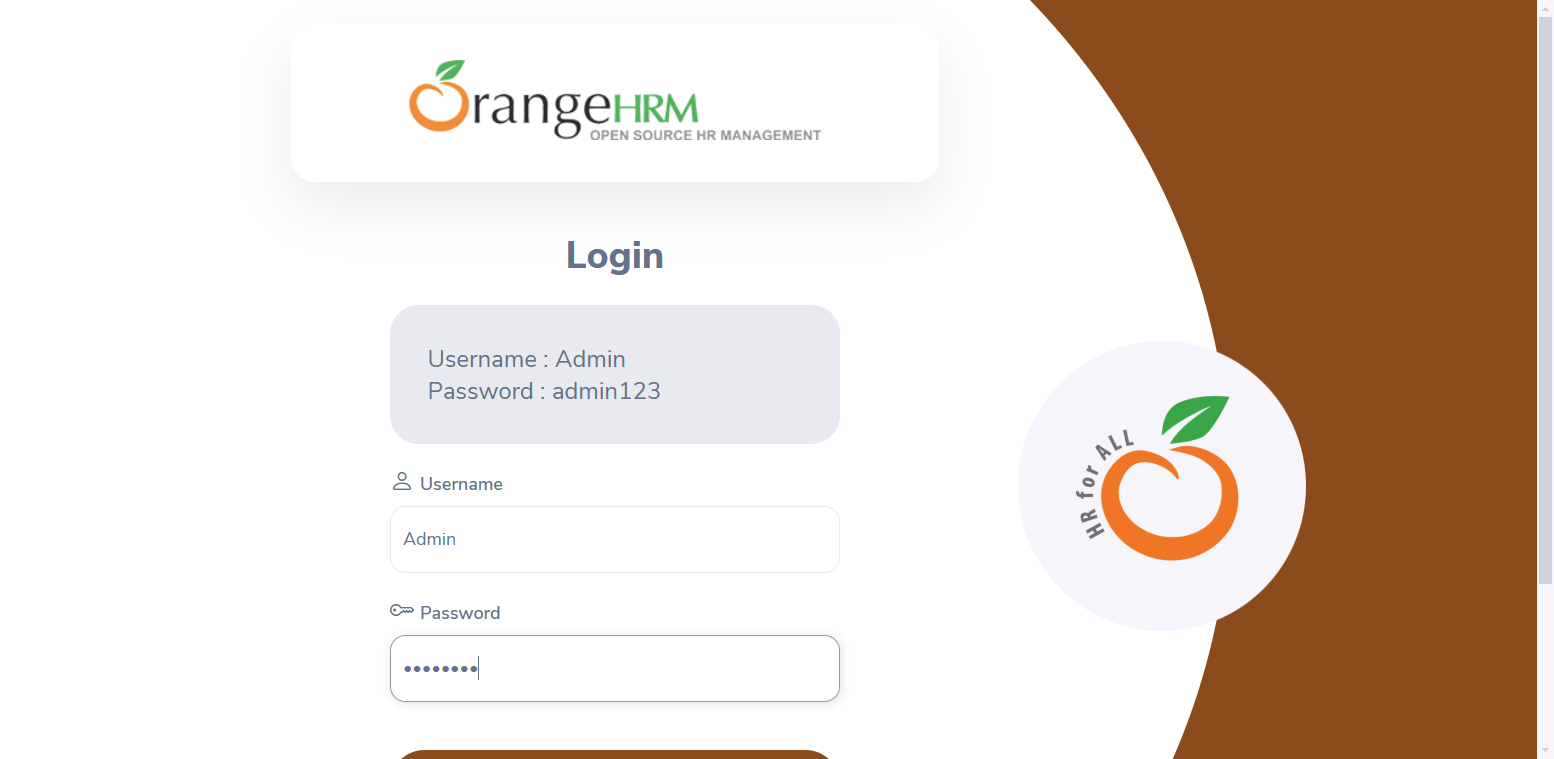 OrangeHRM
OPEN SOURCE HR MANAGEMENT
Login
Username : Admin
Password : admin123
Username
Admin
Password
••••••••
HR for ALL